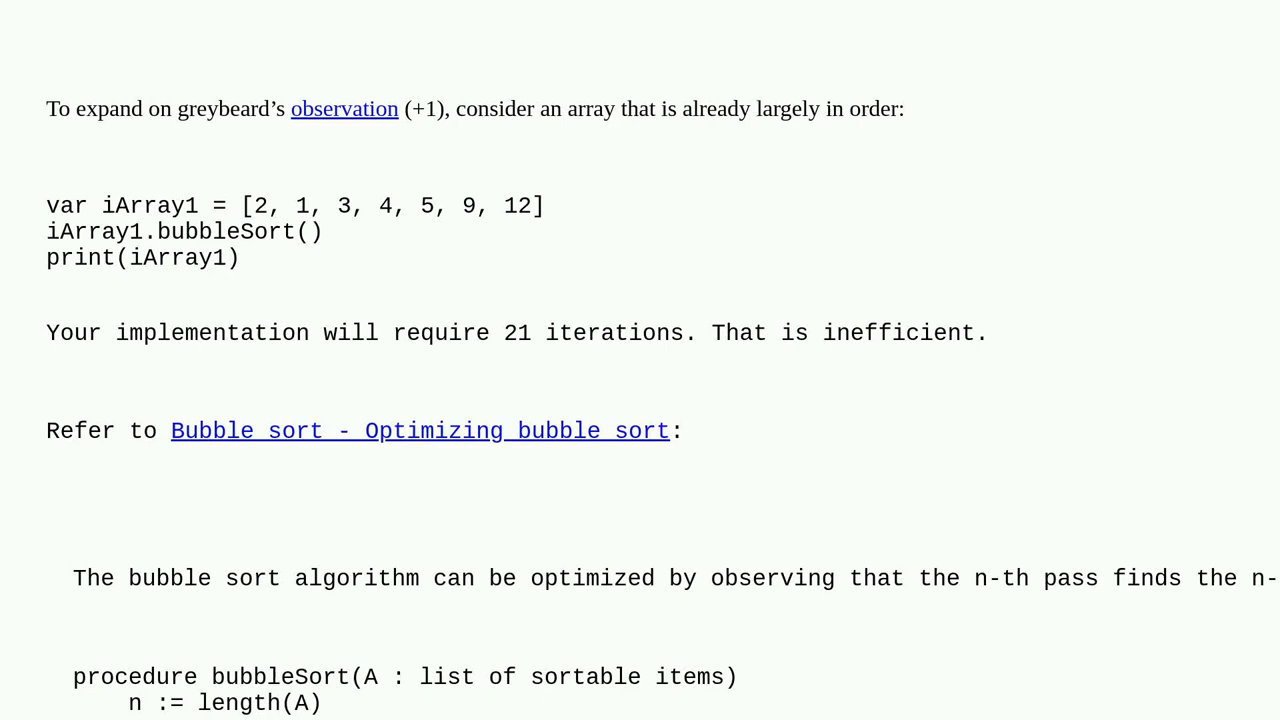 To expand on greybeard’s observation (+1), consider an array that is already largely in order:
var iArray1 = [2, 1, 3, 4, 5, 9, 12]
iArray1.bubbleSort()
print(iArray1)
Your implementation will require 21 iterations. That is inefficient.
Refer to Bubble sort - Optimizing bubble sort:
The bubble sort algorithm can be optimized by observing that the n-th pass finds the n-
procedure bubbleSort(A : list of sortable items)
    n := length(A)